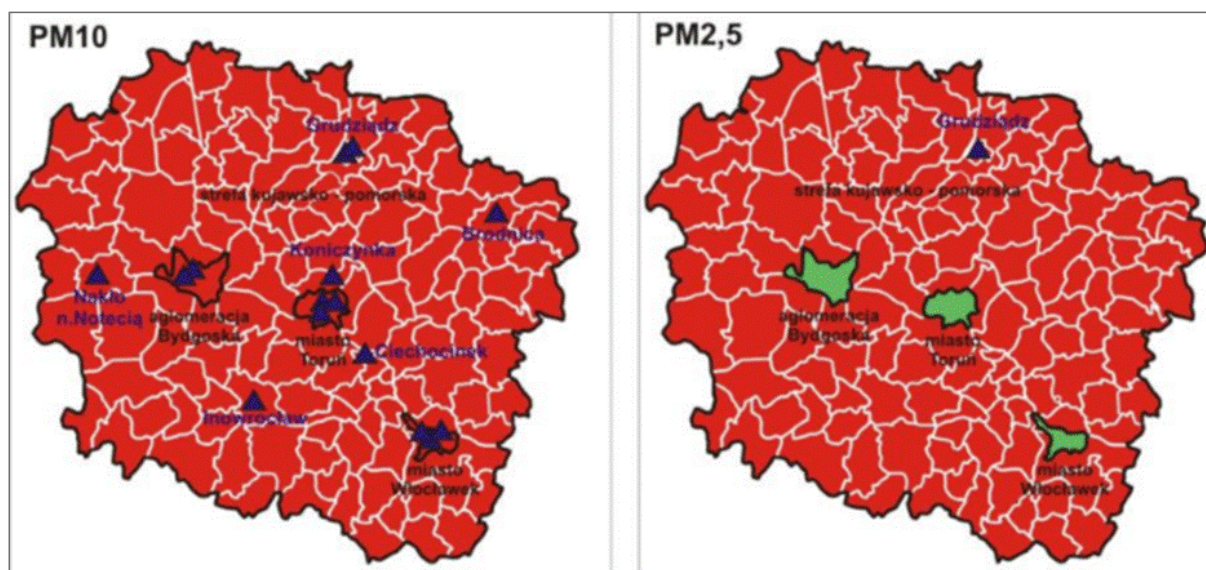 PM10
Grudziądz
strefa kujawsko - pomorska
Brodnica
Koniczynka
Nakło
n.Notecią
aglomeracja
Bydgoska
miasto
Toruń
Ciechocinek
Inowrocław
miasto
Włocławek
PM2,5
Grudziądz
strefa kujawsko - pomorska
aglomeracja
Bydgoska
miasto
Toruń
miasto
Włocławek